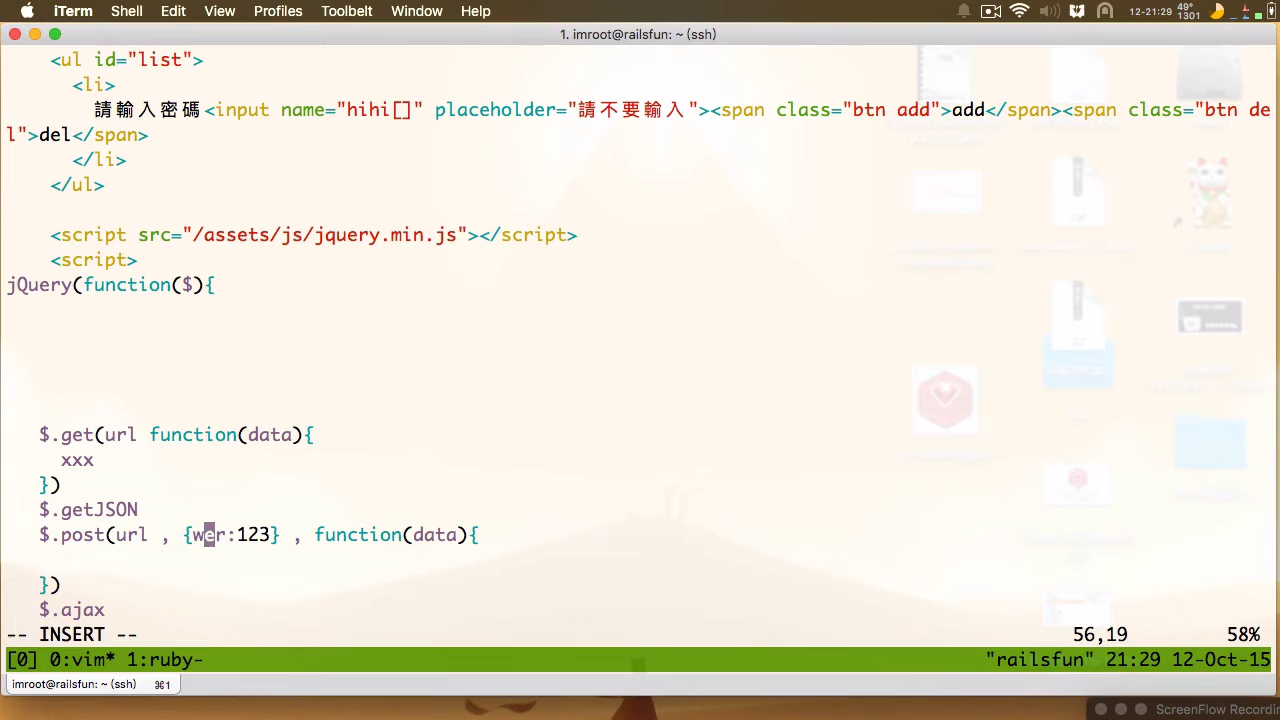 iTerm Shell Edit View Profiles Toolbelt Window Help 12-21:29 49° 1301
1. imroot@railsfun: ~ (ssh)
<ul id="list">
<li>
請輸入密碼<input name="hihi[]" placeholder="請不要輸入"><span class="btn add">add</span><span class="btn de
l">del</span>
</li>
</ul>
<script src="/assets/js/jquery.min.js"></script>
<script>
jQuery(function($){
$.get(url function(data){
xxx
})
$.getJSON
$.post(url , {wer:123} , function(data){
})
$.ajax
-- INSERT -- 56,19 58%
[0] 0:vim* 1:ruby- "railsfun" 21:29 12-Oct-15
imroot@railsfun: ~ (ssh) ⌘1
ScreenFlow Recordin